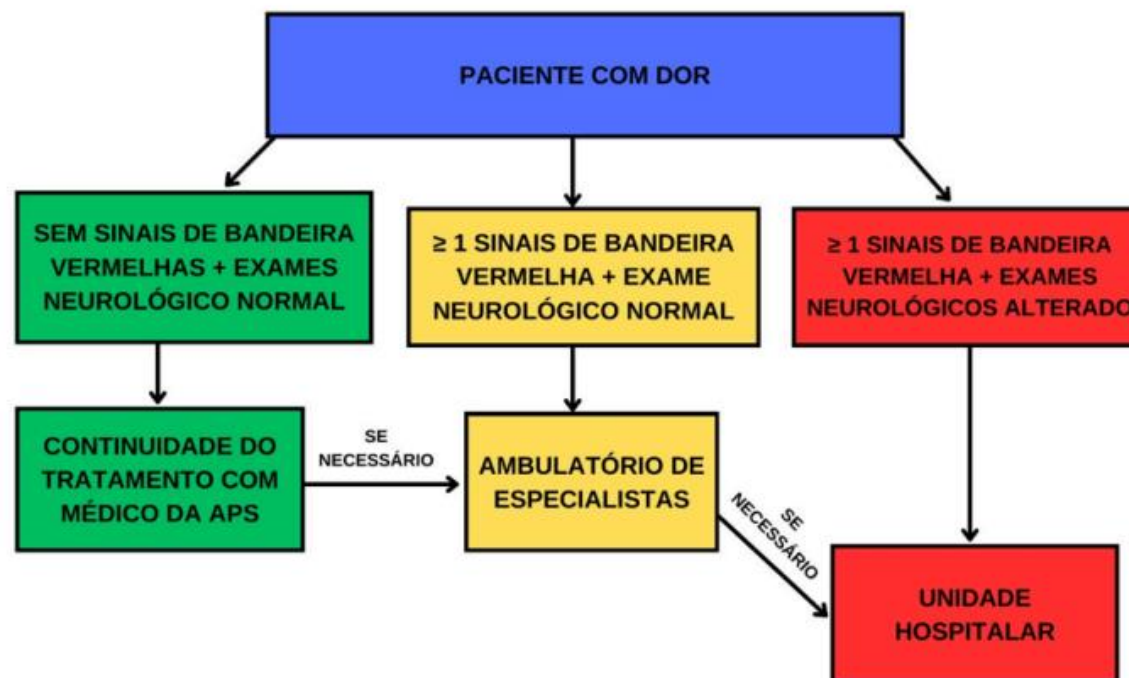 PACIENTE COM DOR
SEM SINAIS DE BANDEIRA
VERMELHAS + EXAMES
NEUROLÓGICO NORMAL
≥ 1 SINAIS DE BANDEIRA
VERMELHA + EXAME
NEUROLÓGICO NORMAL
≥ 1 SINAIS DE BANDEIRA
VERMELHA + EXAMES
NEUROLÓGICOS ALTERADO
CONTINUIDADE DO
TRATAMENTO COM
MÉDICO DA APS
SE
NECESSÁRIO
AMBULATÓRIO DE
ESPECIALISTAS
SE
NECESSÁRIO
UNIDADE
HOSPITALAR